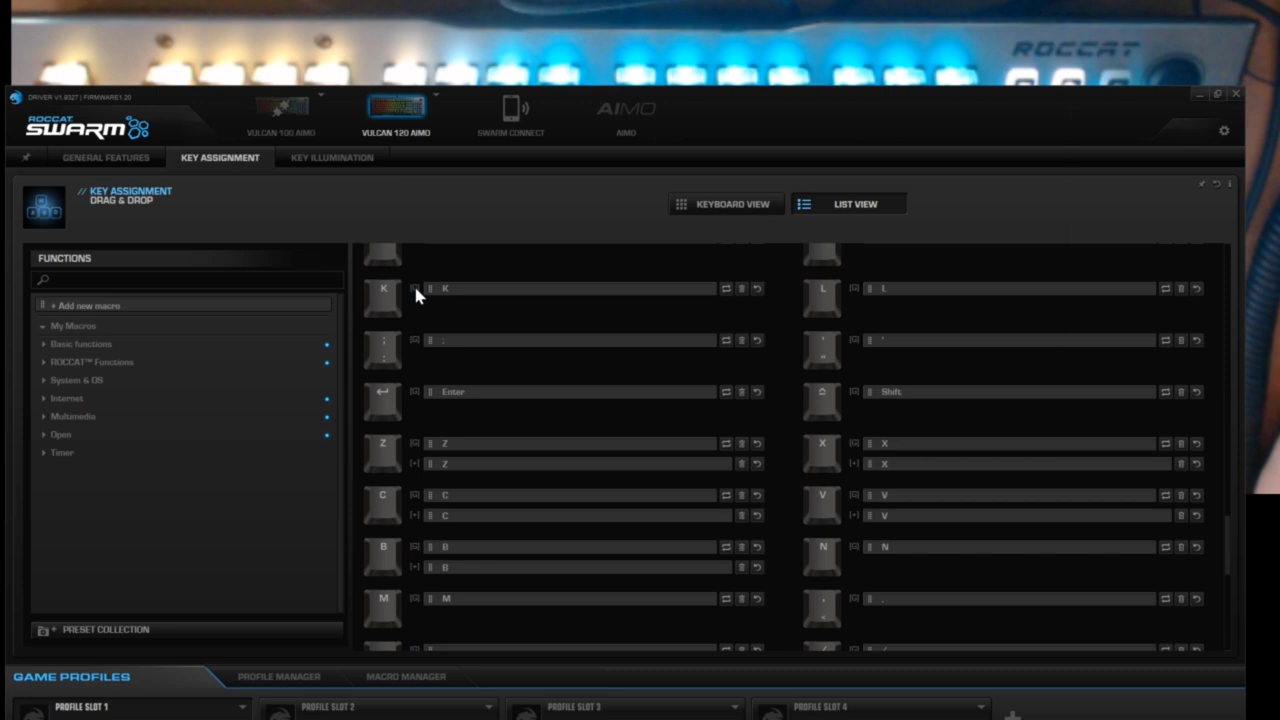 ROCCAT
DRIVER V1.9327 | FIRMWARE1.20
ROCCAT
SWARM
VULCAN 100 AIMO
VULCAN 120 AIMO
SWARM CONNECT
AIMO
AIMO
GENERAL FEATURES
KEY ASSIGNMENT
KEY ILLUMINATION
// KEY ASSIGNMENT
DRAG & DROP
KEYBOARD VIEW
LIST VIEW
FUNCTIONS
+ Add new macro
My Macros
Basic functions
ROCCAT™ Functions
System & OS
Internet
Multimedia
Open
Timer
PRESET COLLECTION
K K
L [G] L
; : [G] ;
' " [G] '
[G] Enter
[G] Shift
Z [G] Z
[+] Z
X [G] X
[+] X
C [G] C
[+] C
V [G] V
[+] V
B [G] B
[+] B
N [G] N
M [G] M
, < [G] ,
GAME PROFILES
PROFILE MANAGER
MACRO MANAGER
PROFILE SLOT 1
PROFILE SLOT 2
PROFILE SLOT 3
PROFILE SLOT 4